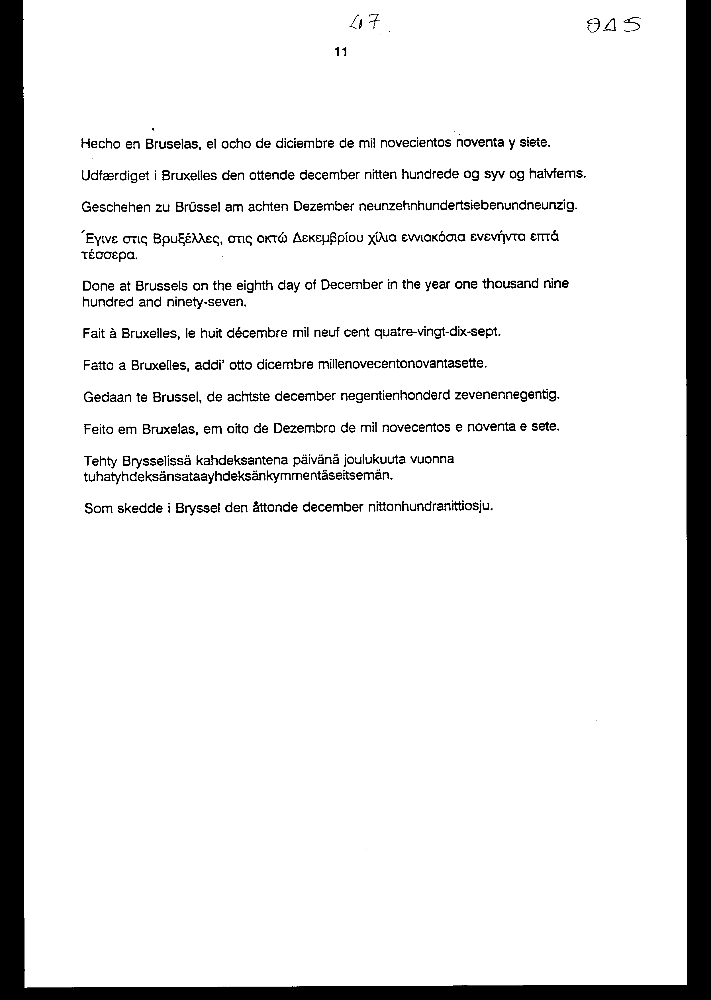 47
11
Hecho en Bruselas, el ocho de diciembre de mil novecientos noventa y siete.
Udfærdiget i Bruxelles den ottende december nitten hundrede og syv og halvfems.
Geschehen zu Brüssel am achten Dezember neunzehnhundertsiebenundneunzig.
Έγινε στις Βρυξέλλες, στις οκτώ Δεκεμβρίου χίλια εννιακόσια ενενήντα επτά
τέσσερα.
Done at Brussels on the eighth day of December in the year one thousand nine
hundred and ninety-seven.
Fait à Bruxelles, le huit décembre mil neuf cent quatre-vingt-dix-sept.
Fatto a Bruxelles, addi' otto dicembre millenovecentonovantasette.
Gedaan te Brussel, de achtste december negentienhonderd zevenennegentig.
Feito em Bruxelas, em oito de Dezembro de mil novecentos e noventa e sete.
Tehty Brysselissä kahdeksantena päivänä joulukuuta vuonna
tuhatyhdeksänsataayhdeksänkymmentäseitsemän.
Som skedde i Bryssel den åttonde december nittonhundranittiosju.